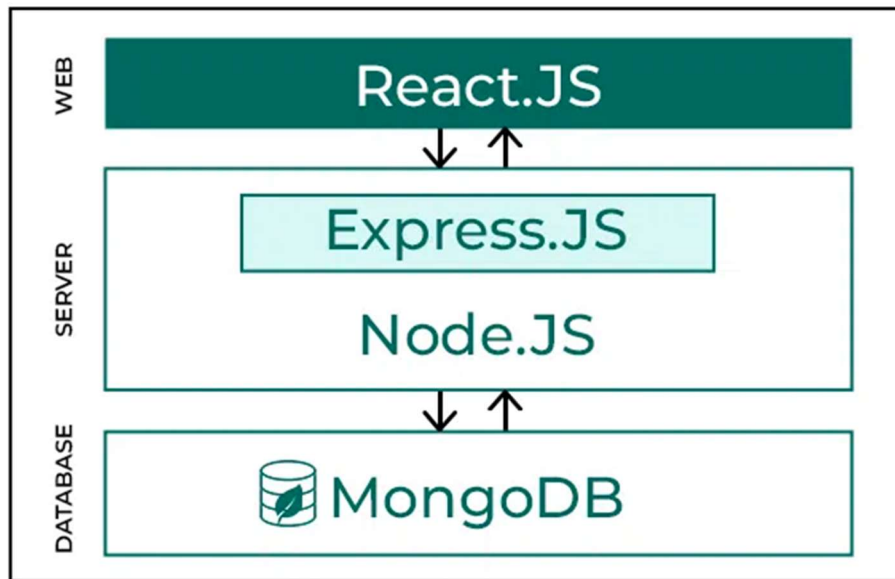 WEB
React.JS
SERVER
Express.JS
Node.JS
DATABASE
MongoDB